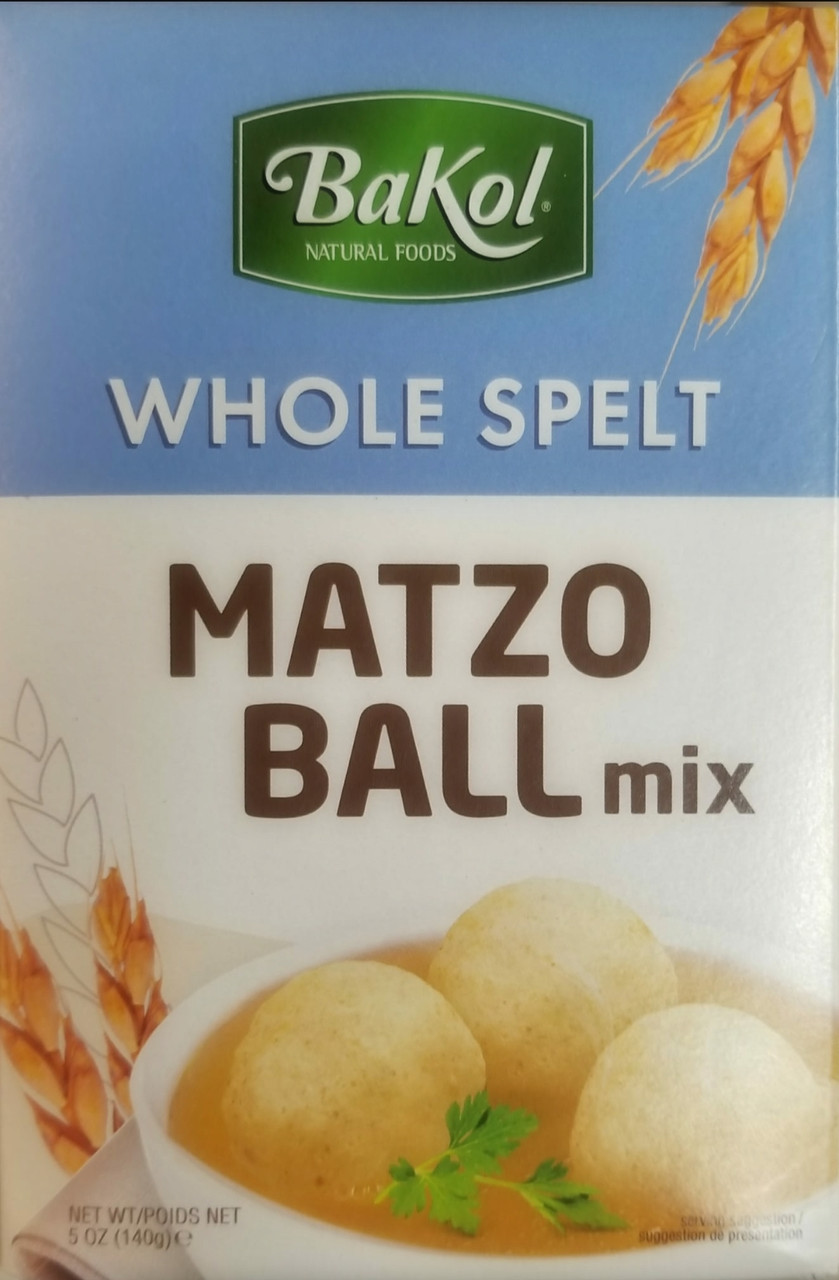 BaKol®
NATURAL FOODS
WHOLE SPELT
MATZO
BALL mix
NET WT/POIDS NET
5 OZ (140g) ℮
serving suggestion /
suggestion de présentation